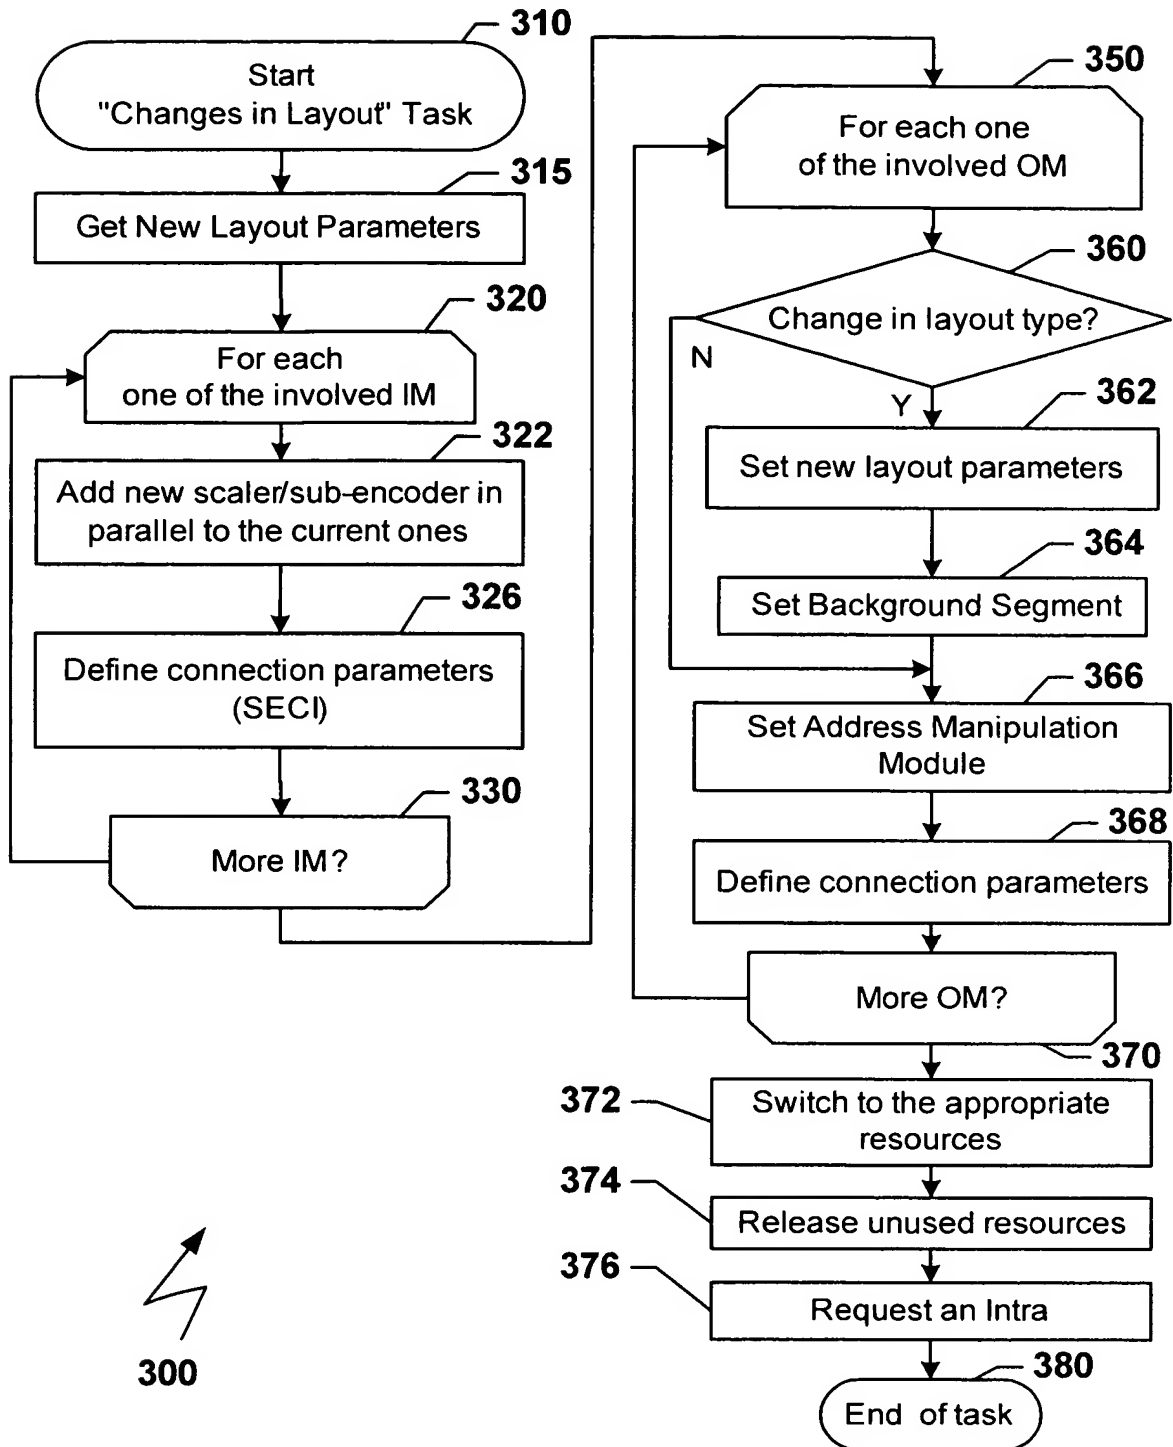 310
Start
"Changes in Layout" Task
315
Get New Layout Parameters
320
For each
one of the involved IM
322
Add new scaler/sub-encoder in
parallel to the current ones
326
Define connection parameters
(SECI)
330
More IM?
350
For each one
of the involved OM
360
Change in layout type?
N
Y
362
Set new layout parameters
364
Set Background Segment
366
Set Address Manipulation
Module
368
Define connection parameters
More OM?
370
372
Switch to the appropriate
resources
374
Release unused resources
376
Request an Intra
380
End of task
300